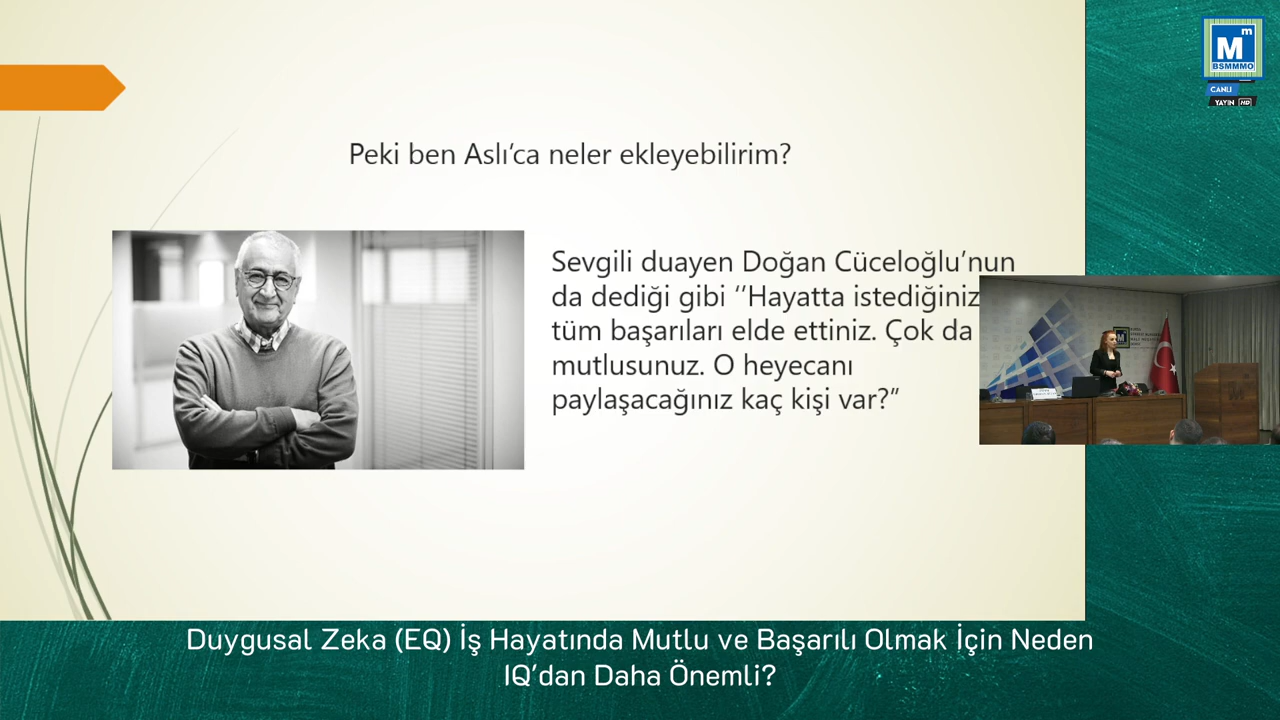 Mm
BSMMMO
CANLI
YAYIN HD
Peki ben Aslı‘ca neler ekleyebilirim?
Sevgili duayen Doğan Cüceloğlu’nun
da dediği gibi ‘’Hayatta istediğiniz
tüm başarıları elde ettiniz. Çok da
mutlusunuz. O heyecanı
paylaşacağınız kaç kişi var?”
Duygusal Zeka (EQ) İş Hayatında Mutlu ve Başarılı Olmak İçin Neden
IQ'dan Daha Önemli?